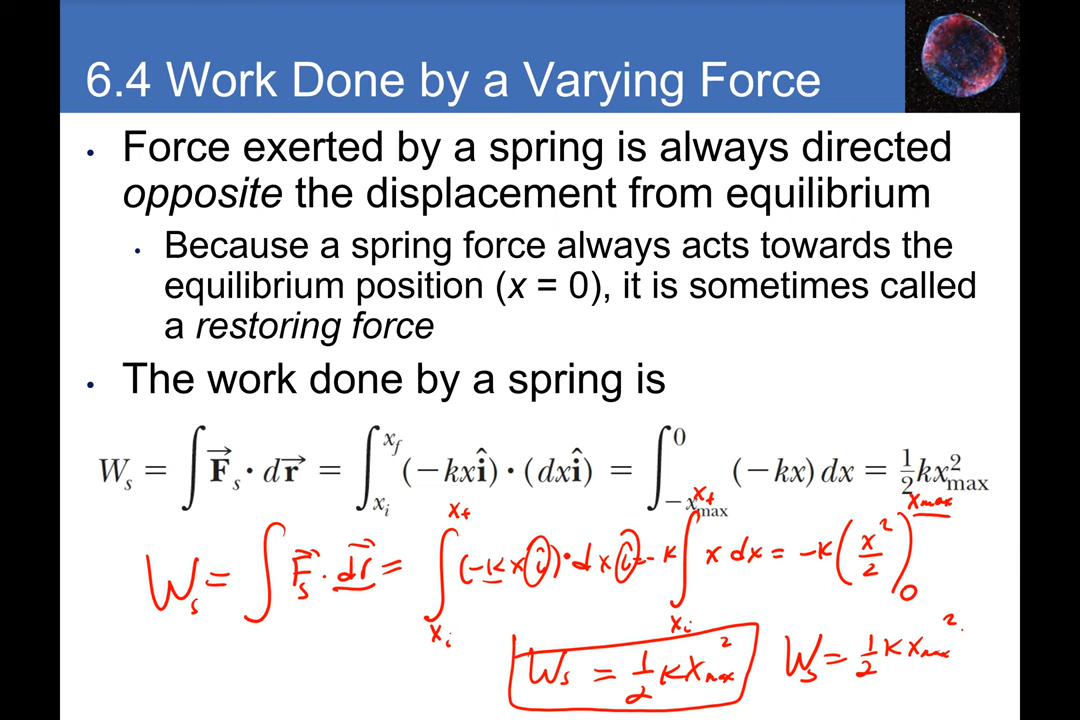 6.4 Work Done by a Varying Force
• Force exerted by a spring is always directed
opposite the displacement from equilibrium
• Because a spring force always acts towards the
equilibrium position (x = 0), it is sometimes called
a restoring force
• The work done by a spring is
W_s = ∫ F⃗_s · dr⃗ = ∫_{x_i}^{x_f} (−kx î) · (dx î) = ∫_{−x_max}^{0} (−kx) dx = ½kx²_max
W_s = ∫ F⃗_s · dr⃗ = ∫_{x_i}^{x_f} (−kx î) · dx î = −k ∫_{x_i}^{x_f} x dx = −k (x²/2)_0^{x_max}
W_s = ½ k x_max² W_s = ½ k x_max²